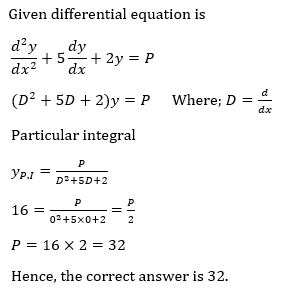 Given differential equation is
d²y/dx² + 5 dy/dx + 2y = P
(D² + 5D + 2)y = P Where; D = d/dx
Particular integral
y_P.I = P/(D²+5D+2)
16 = P/(0²+5×0+2) = P/2
P = 16 × 2 = 32
Hence, the correct answer is 32.